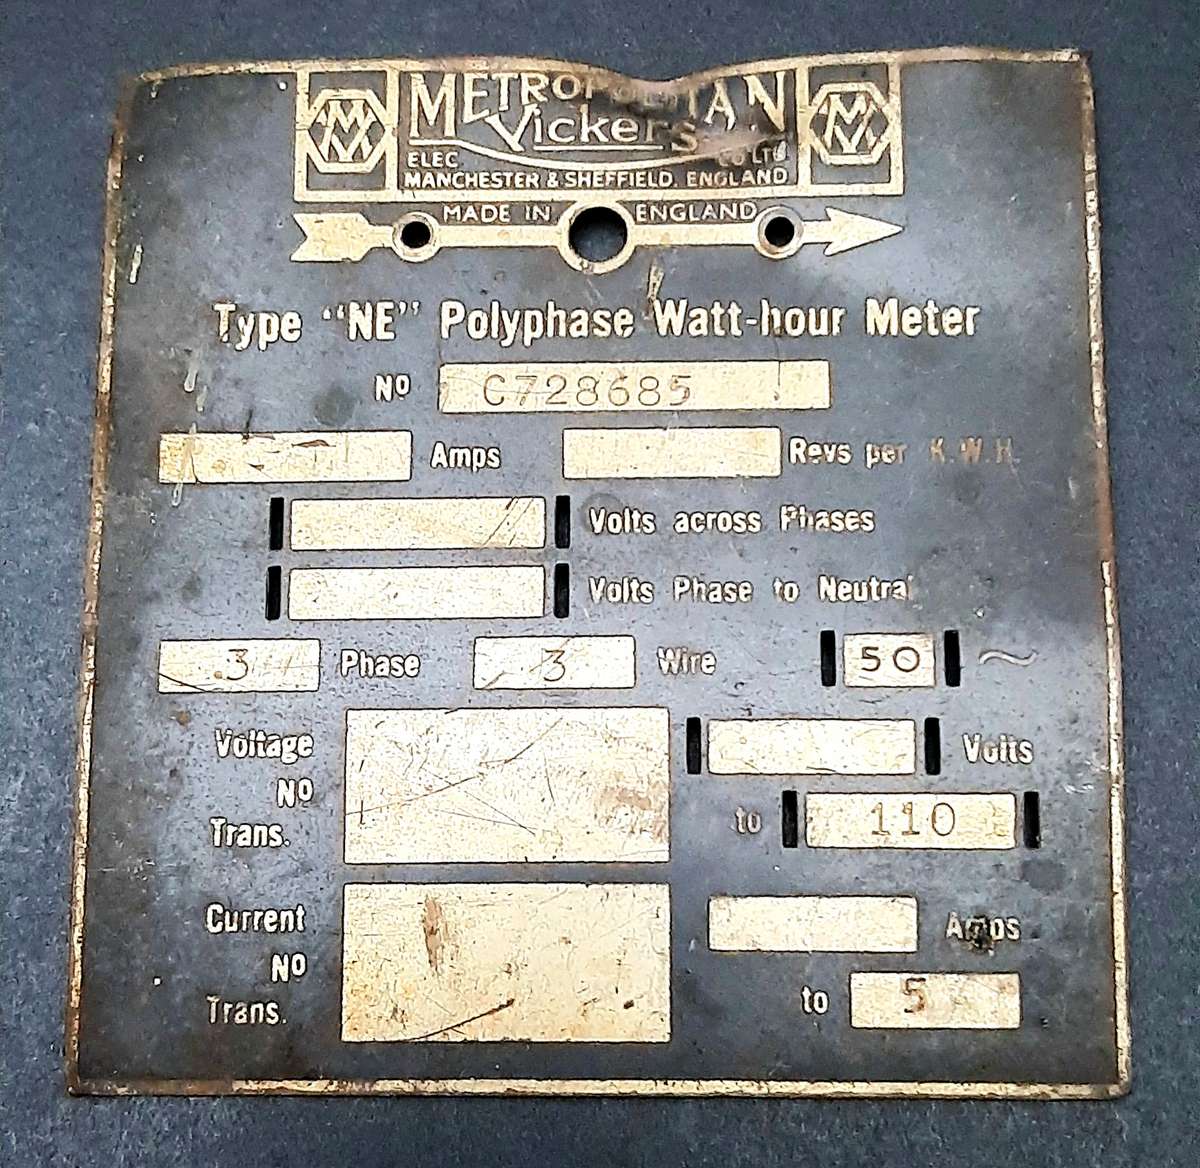 METROPOLITAN
Vickers
ELEC CO LTD
MANCHESTER & SHEFFIELD, ENGLAND
MADE IN ENGLAND
Type "NE" Polyphase Watt-hour Meter
Nº C728685
Amps Revs per K.W.H.
Volts across Phases
Volts Phase to Neutral
3 Phase 3 Wire 50 ~
Voltage Nº Trans. Volts
to 110
Current Nº Trans. Amps
to 5